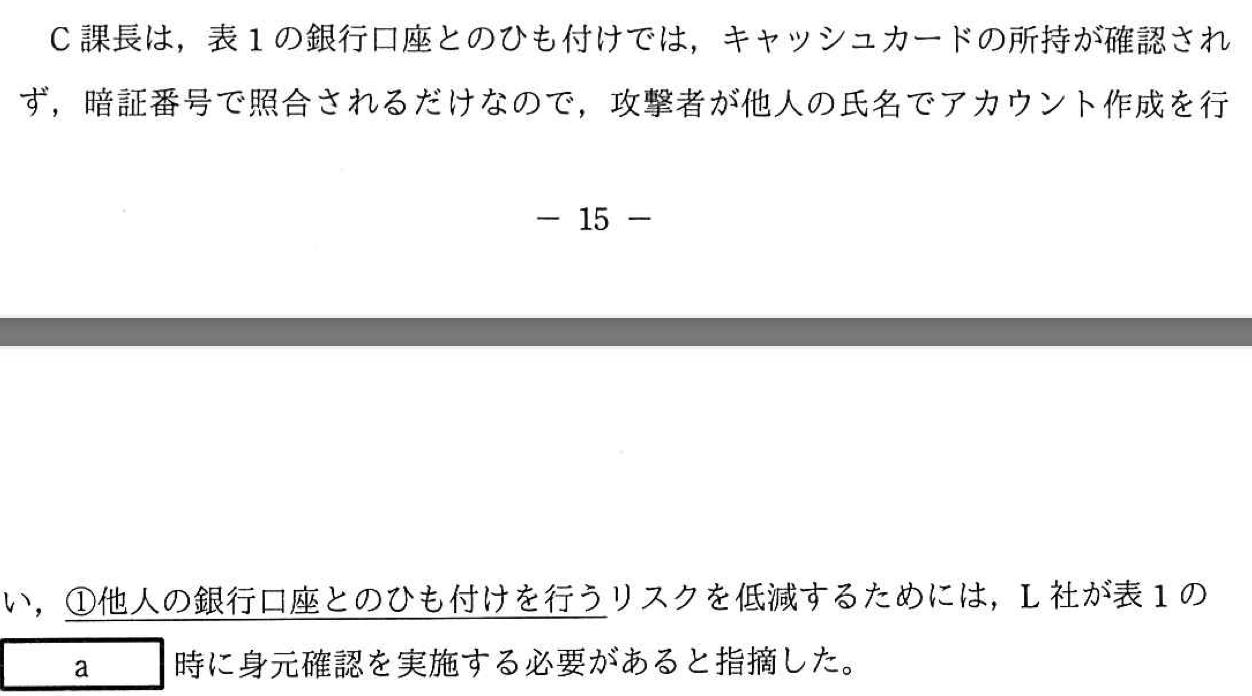 C 課長は，表 1 の銀行口座とのひも付けでは，キャッシュカードの所持が確認され
ず，暗証番号で照合されるだけなので，攻撃者が他人の氏名でアカウント作成を行
－ 15 －
い，①他人の銀行口座とのひも付けを行うリスクを低減するためには，L 社が表 1 の
a 時に身元確認を実施する必要があると指摘した。